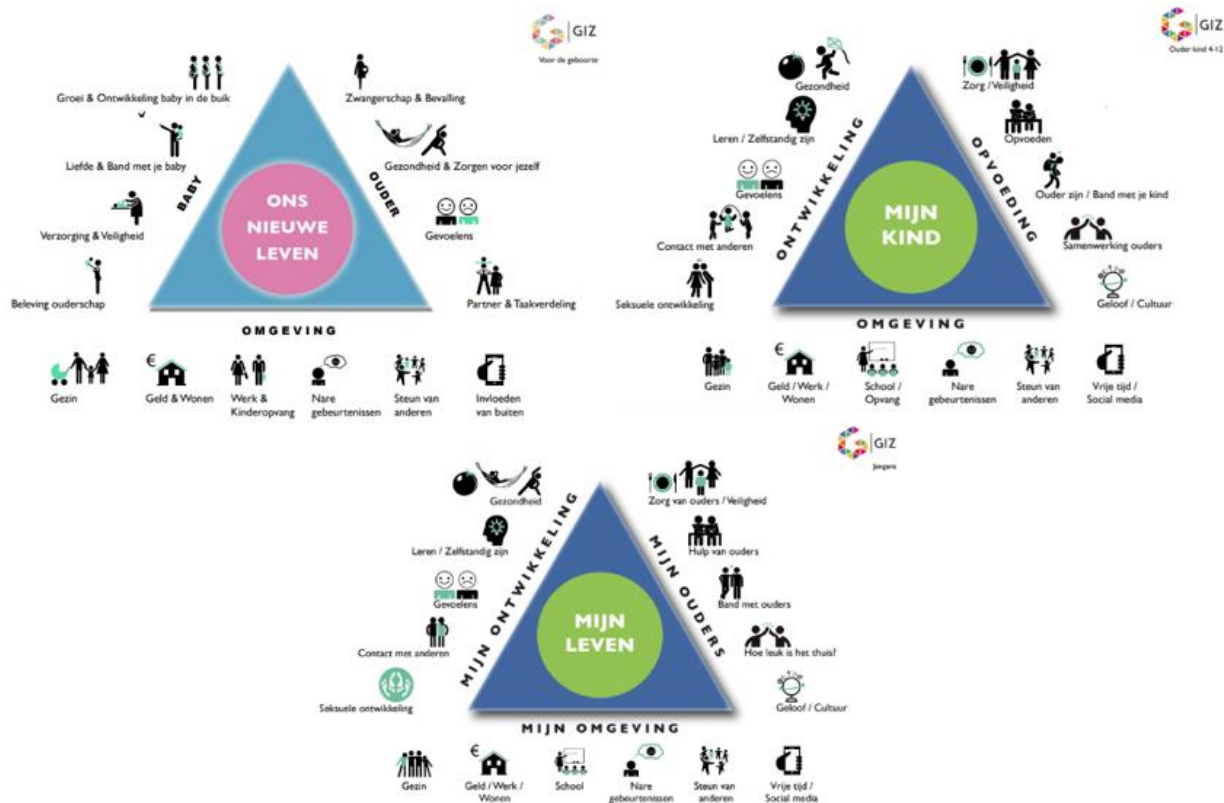 GIZ
Voor de geboorte
Groei & Ontwikkeling baby in de buik
Zwangerschap & Bevalling
Liefde & Band met je baby
Gezondheid & Zorgen voor jezelf
BABY
OUDER
ONS
NIEUWE
LEVEN
Verzorging & Veiligheid
Gevoelens
Beleving ouderschap
Partner & Taakverdeling
OMGEVING
€
Gezin
Geld & Wonen
Werk &
Kinderopvang
Nare
gebeurtenissen
Steun van
anderen
Invloeden
van buiten
GIZ
Ouder kind 4-12
Gezondheid
Zorg / Veiligheid
Leren / Zelfstandig zijn
Opvoeden
Gevoelens
Ouder zijn / Band met je kind
ONTWIKKELING
OPVOEDING
MIJN
KIND
Contact met anderen
Samenwerking ouders
Seksuele ontwikkeling
Geloof / Cultuur
OMGEVING
€
Gezin
Geld / Werk /
Wonen
School /
Opvang
Nare
gebeurtenissen
Steun van
anderen
Vrije tijd /
Social media
GIZ
Jongere
Gezondheid
Zorg van ouders / Veiligheid
Leren / Zelfstandig zijn
Hulp van ouders
Gevoelens
Band met ouders
MIJN ONTWIKKELING
MIJN OUDERS
MIJN
LEVEN
Contact met anderen
Hoe leuk is het thuis?
Seksuele ontwikkeling
Geloof / Cultuur
MIJN OMGEVING
€
Gezin
Geld / Werk /
Wonen
School
Nare
gebeurtenissen
Steun van
anderen
Vrije tijd /
Social media